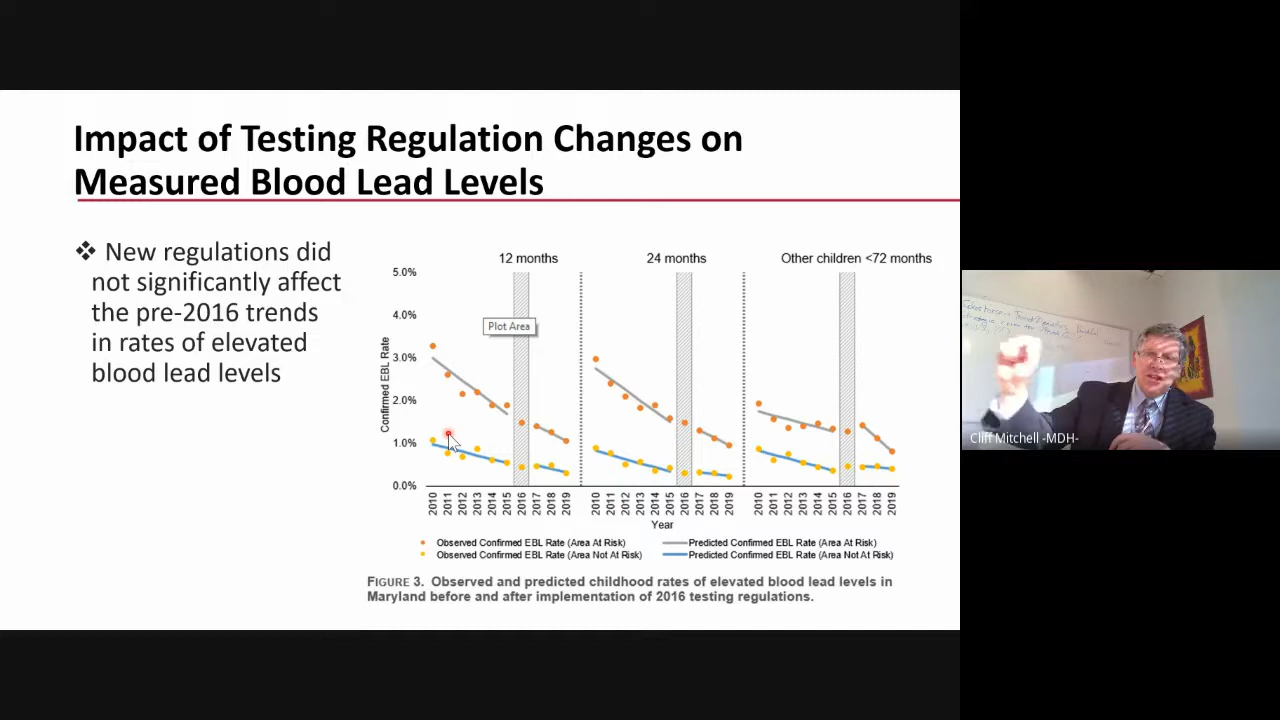 Impact of Testing Regulation Changes on
Measured Blood Lead Levels
❖ New regulations did
not significantly affect
the pre-2016 trends
in rates of elevated
blood lead levels
12 months
24 months
Other children <72 months
5.0%
4.0%
3.0%
2.0%
1.0%
0.0%
Confirmed EBL Rate
Plot Area
2010 2011 2012 2013 2014 2015 2016 2017 2018 2019
2010 2011 2012 2013 2014 2015 2016 2017 2018 2019
2010 2011 2012 2013 2014 2015 2016 2017 2018 2019
Year
Observed Confirmed EBL Rate (Area At Risk)
Predicted Confirmed EBL Rate (Area At Risk)
Observed Confirmed EBL Rate (Area Not At Risk)
Predicted Confirmed EBL Rate (Area Not At Risk)
FIGURE 3. Observed and predicted childhood rates of elevated blood lead levels in
Maryland before and after implementation of 2016 testing regulations.
Cliff Mitchell -MDH-